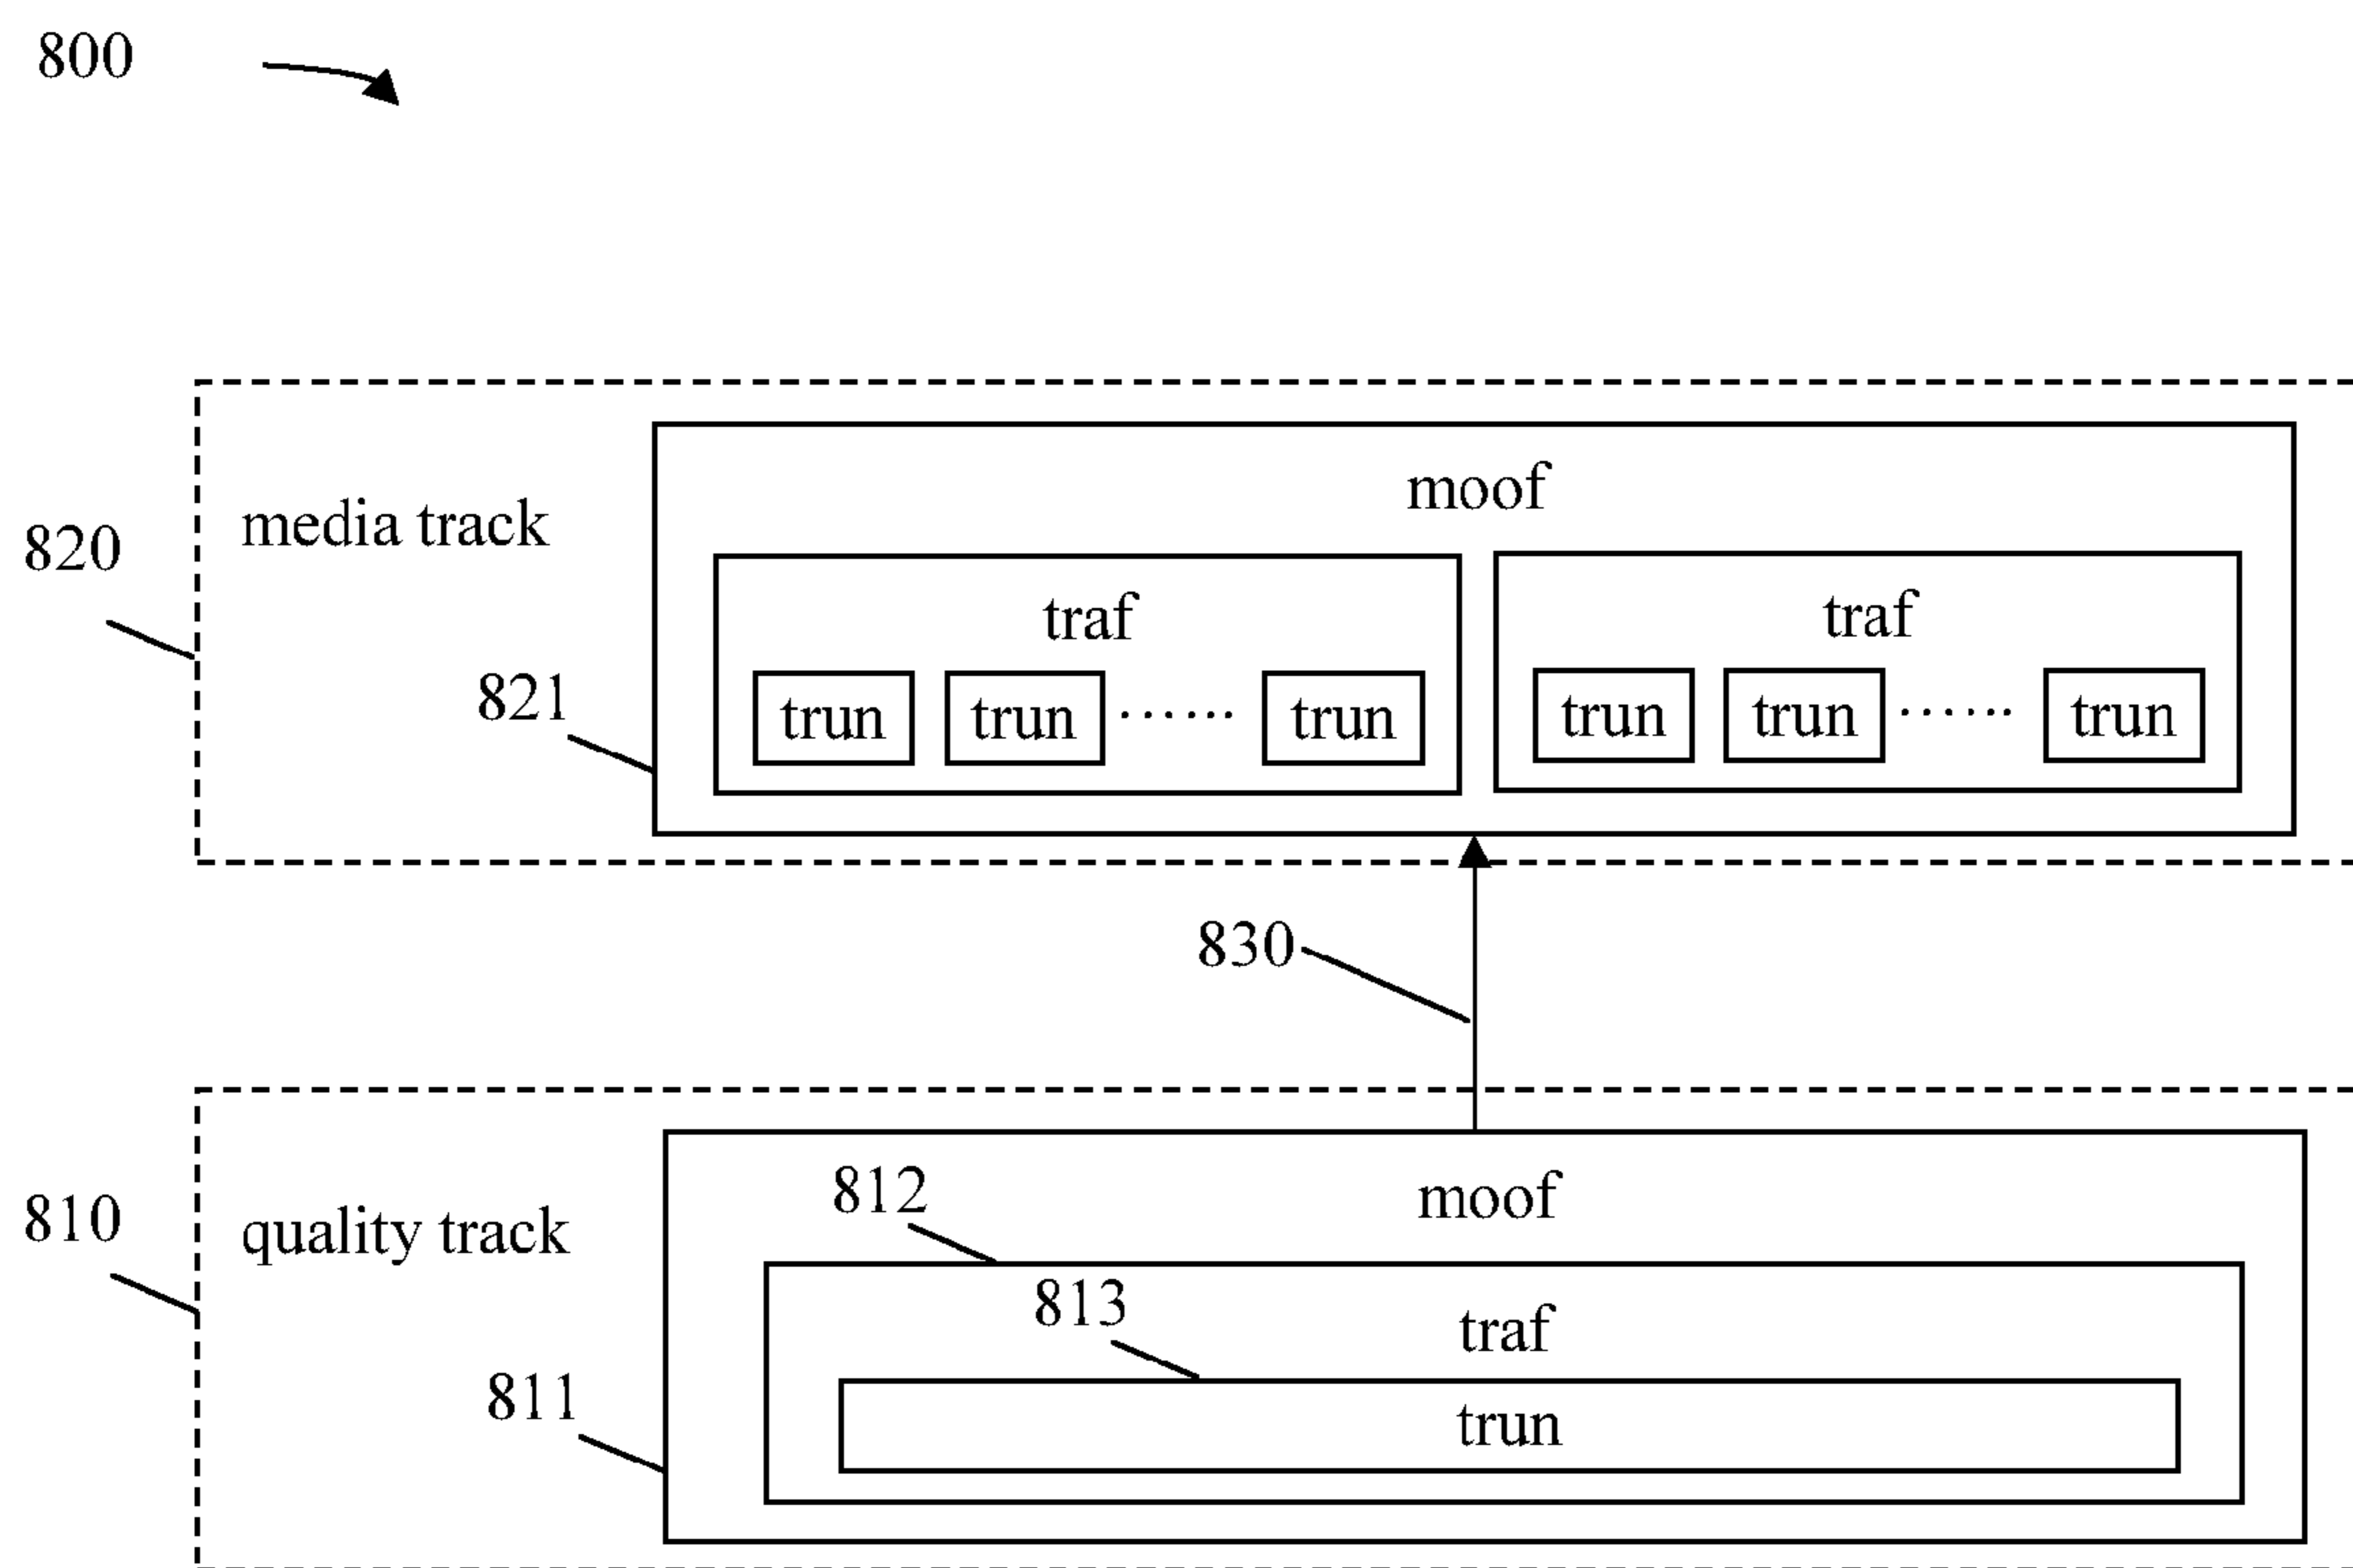 800
moof
media track
820
traf
traf
821
trun trun ...... trun
trun trun ...... trun
830
moof
812
quality track
810
813
traf
811
trun